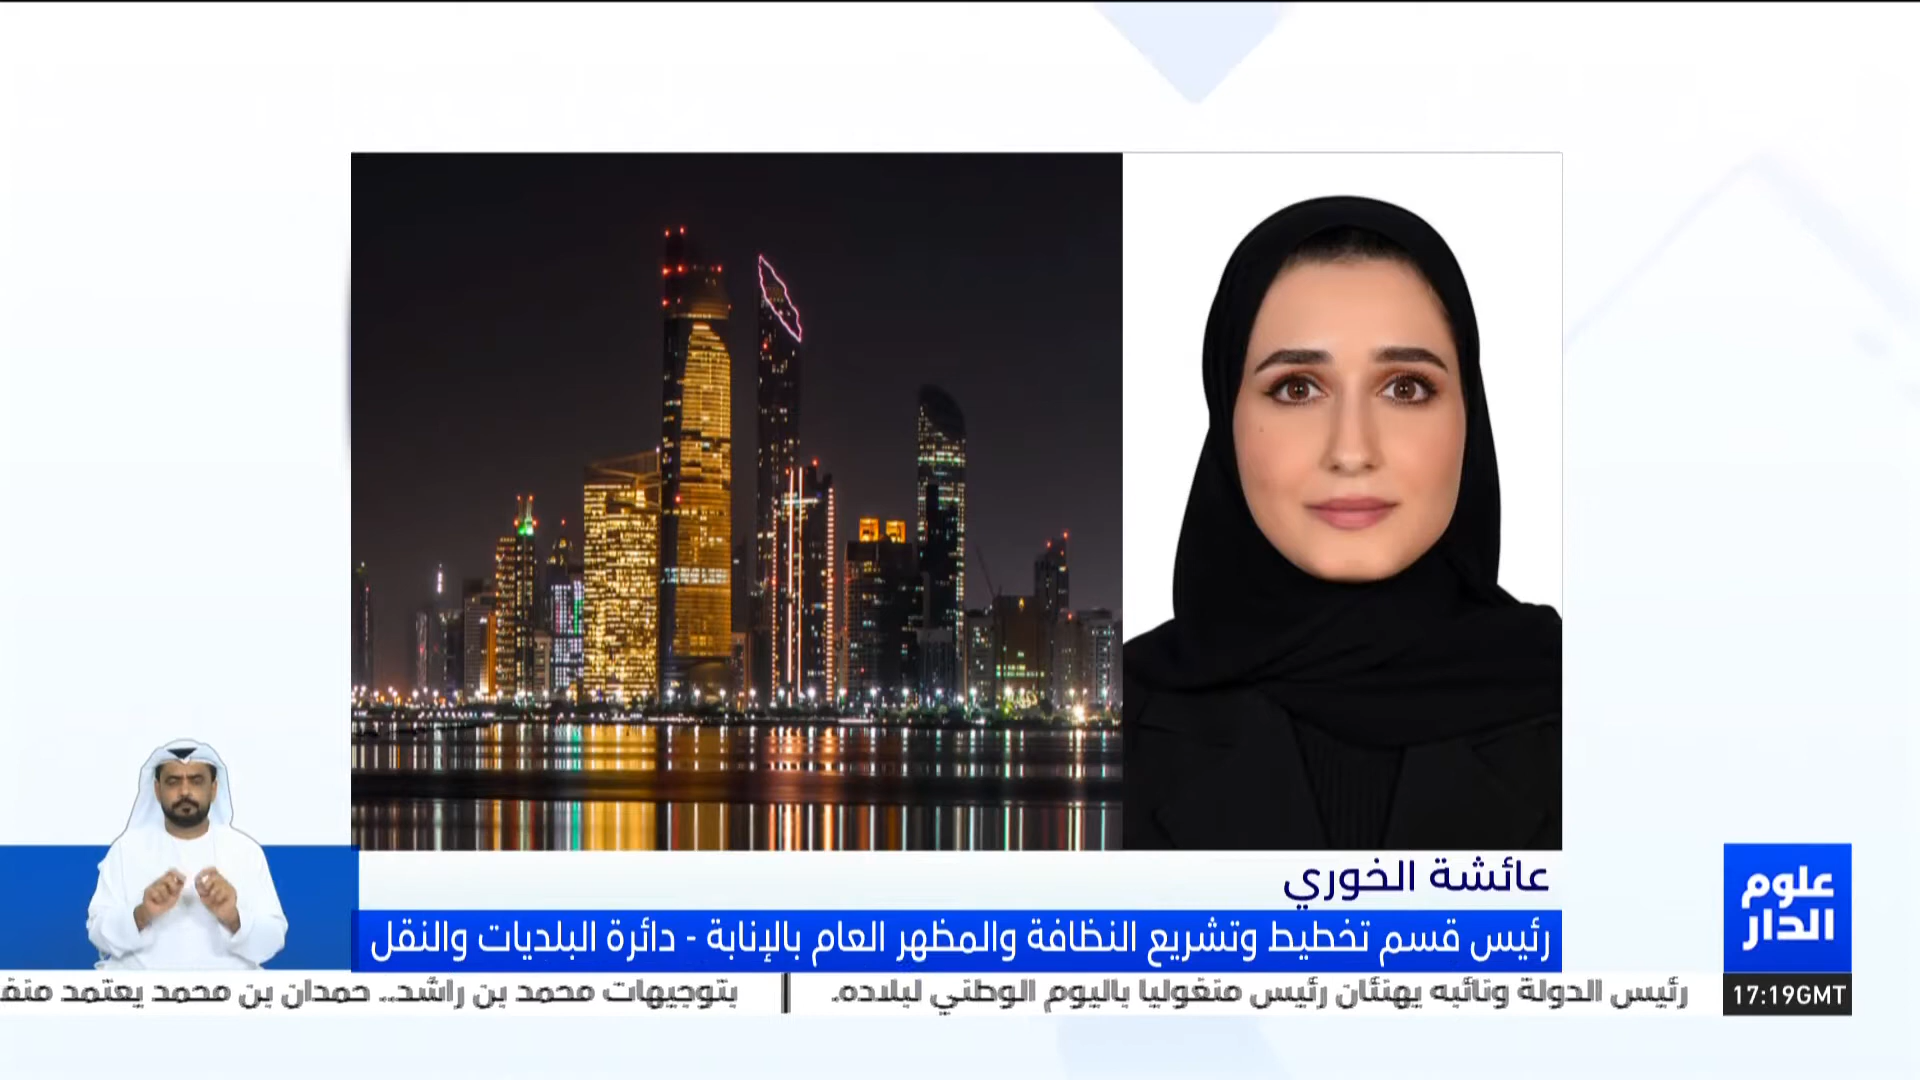 عائشة الخوري
رئيس قسم تخطيط وتشريع النظافة والمظهر العام بالإنابة - دائرة البلديات والنقل
علوم
الدار
رئيس الدولة ونائبه يهنئان رئيس منغوليا باليوم الوطني لبلاده. | بتوجيهات محمد بن راشد.. حمدان بن محمد يعتمد
17:19GMT